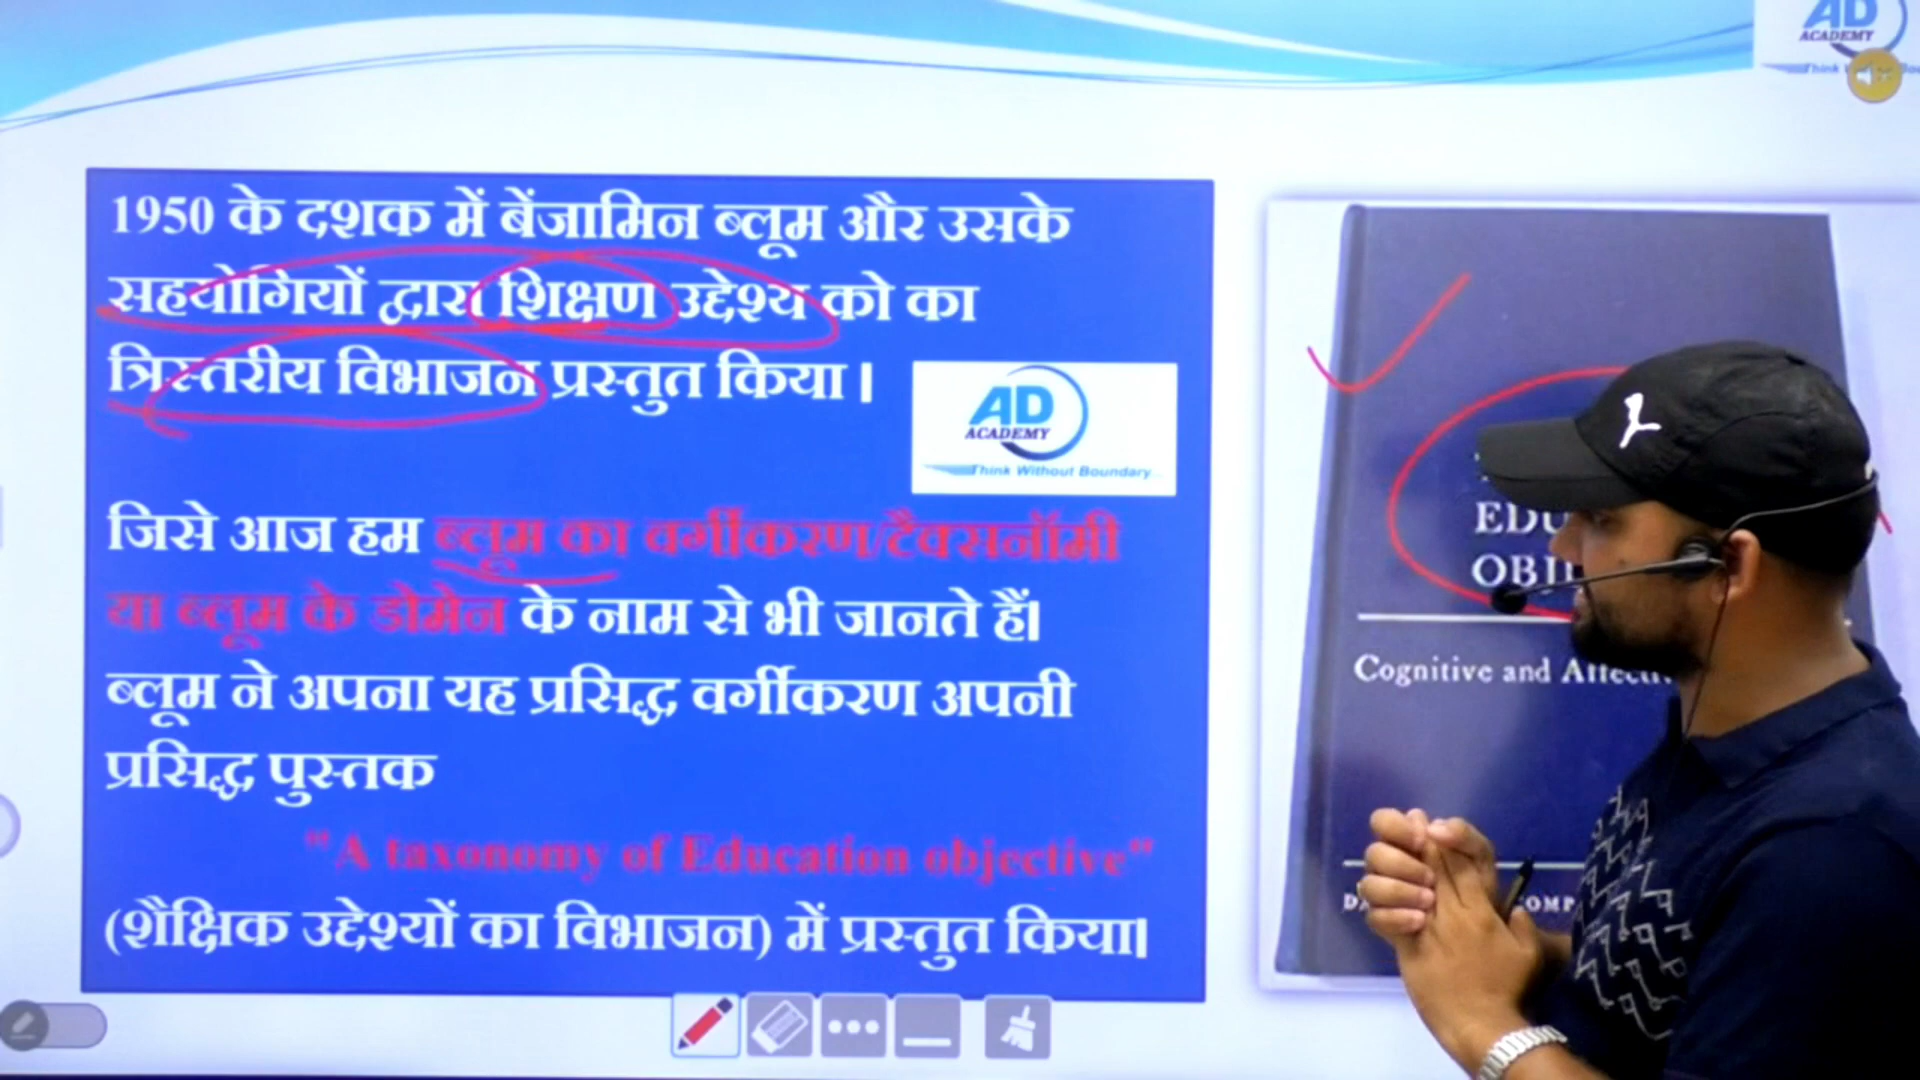 AD
ACADEMY
Think
1950 के दशक में बेंजामिन ब्लूम और उसके
सहयोगियों द्वारा शिक्षण उद्देश्य को का
त्रिस्तरीय विभाजन प्रस्तुत किया।
AD
ACADEMY
Think Without Boundary
जिसे आज हम ब्लूम का वर्गीकरण/टैक्सनॉमी
या ब्लूम के डोमेन के नाम से भी जानते हैं।
ब्लूम ने अपना यह प्रसिद्ध वर्गीकरण अपनी
प्रसिद्ध पुस्तक
"A taxonomy of Education objective"
(शैक्षिक उद्देश्यों का विभाजन) में प्रस्तुत किया।
EDU
OBJ
Cognitive and